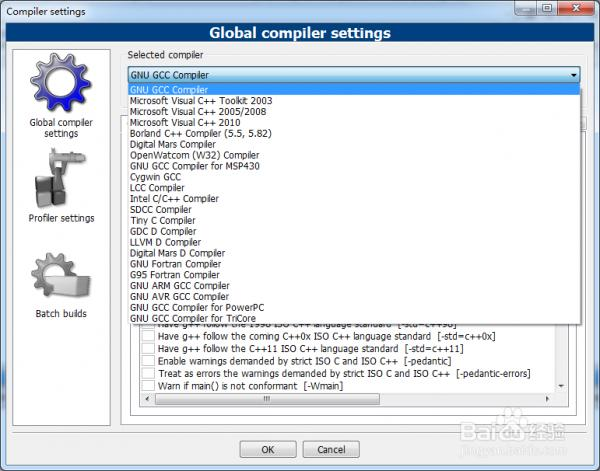 Compiler settings
Global compiler settings
Selected compiler
GNU GCC Compiler
GNU GCC Compiler
Microsoft Visual C++ Toolkit 2003
Microsoft Visual C++ 2005/2008
Microsoft Visual C++ 2010
Borland C++ Compiler (5.5, 5.82)
Digital Mars Compiler
OpenWatcom (W32) Compiler
GNU GCC Compiler for MSP430
Cygwin GCC
LCC Compiler
Intel C/C++ Compiler
SDCC Compiler
Tiny C Compiler
GDC D Compiler
LLVM D Compiler
Digital Mars D Compiler
GNU Fortran Compiler
G95 Fortran Compiler
GNU ARM GCC Compiler
GNU AVR GCC Compiler
GNU GCC Compiler for PowerPC
GNU GCC Compiler for TriCore
Global compiler
settings
Profiler settings
Batch builds
Have g++ follow the 1998 ISO C++ language standard [-std=c++98]
Have g++ follow the coming C++0x ISO C++ language standard [-std=c++0x]
Have g++ follow the C++11 ISO C++ language standard [-std=c++11]
Enable warnings demanded by strict ISO C and ISO C++ [-pedantic]
Treat as errors the warnings demanded by strict ISO C and ISO C++ [-pedantic-errors]
Warn if main() is not conformant [-Wmain]
OK
Cancel
Baidu 经验
jingyan.baidu.com